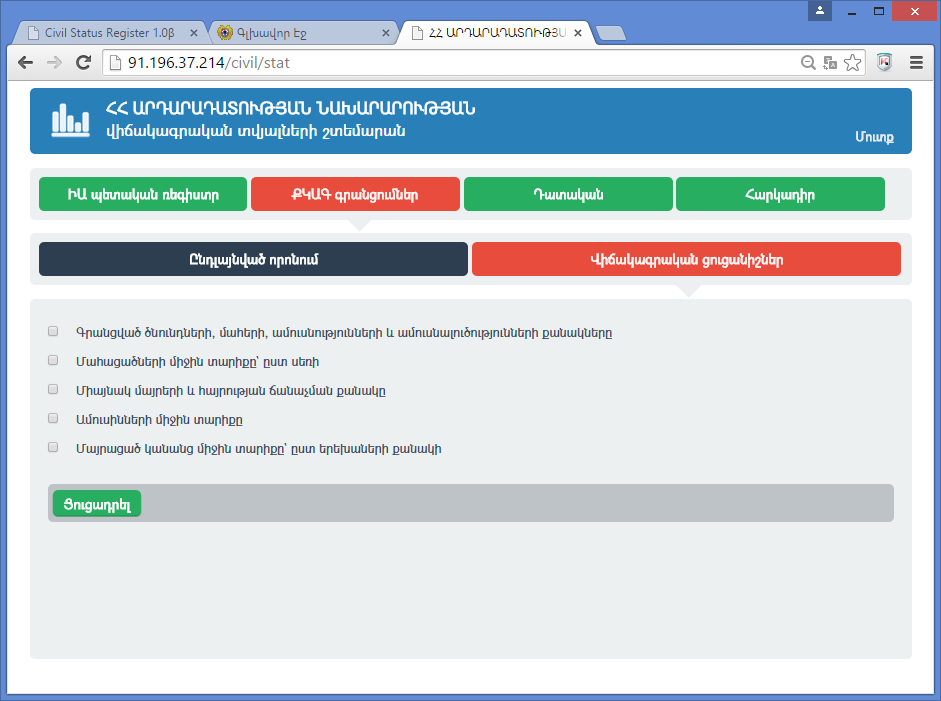 Civil Status Register 1.0β
Գլխավոր Էջ
ՀՀ ԱՐԴԱՐԱԴԱՏՈՒԹՅՈՒ
91.196.37.214/civil/stat
ՀՀ ԱՐԴԱՐԱԴԱՏՈՒԹՅԱՆ ՆԱԽԱՐԱՐՈՒԹՅԱՆ
վիճակագրական տվյալների շտեմարան
Մուտք
ԻԱ պետական ռեգիստր
ՔԿԱԳ գրանցումներ
Դատական
Հարկադիր
Ընդլայնված որոնում
Վիճակագրական ցուցանիշներ
Գրանցված ծնունդների, մահերի, ամուսնությունների և ամուսնալուծությունների քանակները
Մահացածների միջին տարիքը՝ ըստ սեռի
Միայնակ մայրերի և հայրության ճանաչման քանակը
Ամուսինների միջին տարիքը
Մայրացած կանանց միջին տարիքը՝ ըստ երեխաների քանակի
Ցուցադրել